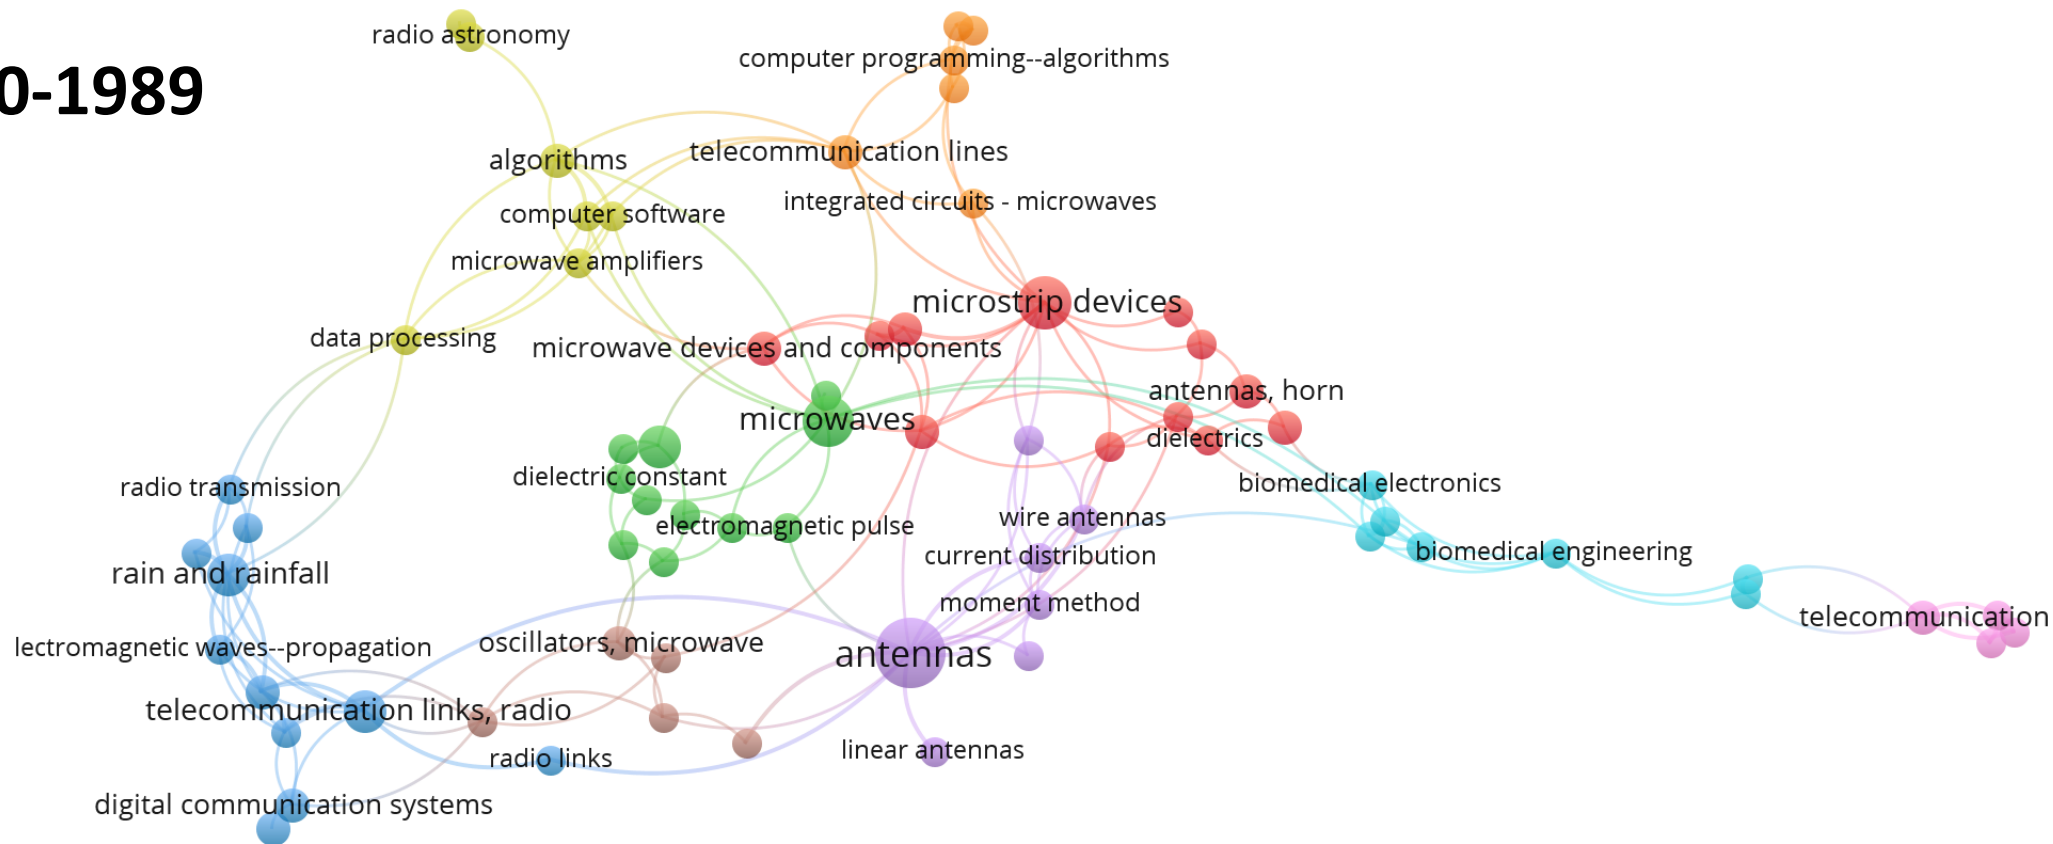 radio astronomy
computer programming--algorithms
0-1989
algorithms
telecommunication lines
integrated circuits - microwaves
computer software
microwave amplifiers
microstrip devices
data processing
microwave devices and components
antennas, horn
microwaves
dielectrics
dielectric constant
biomedical electronics
radio transmission
wire antennas
electromagnetic pulse
current distribution
biomedical engineering
rain and rainfall
moment method
telecommunication
lectromagnetic waves--propagation
oscillators, microwave
antennas
telecommunication links, radio
linear antennas
radio links
digital communication systems